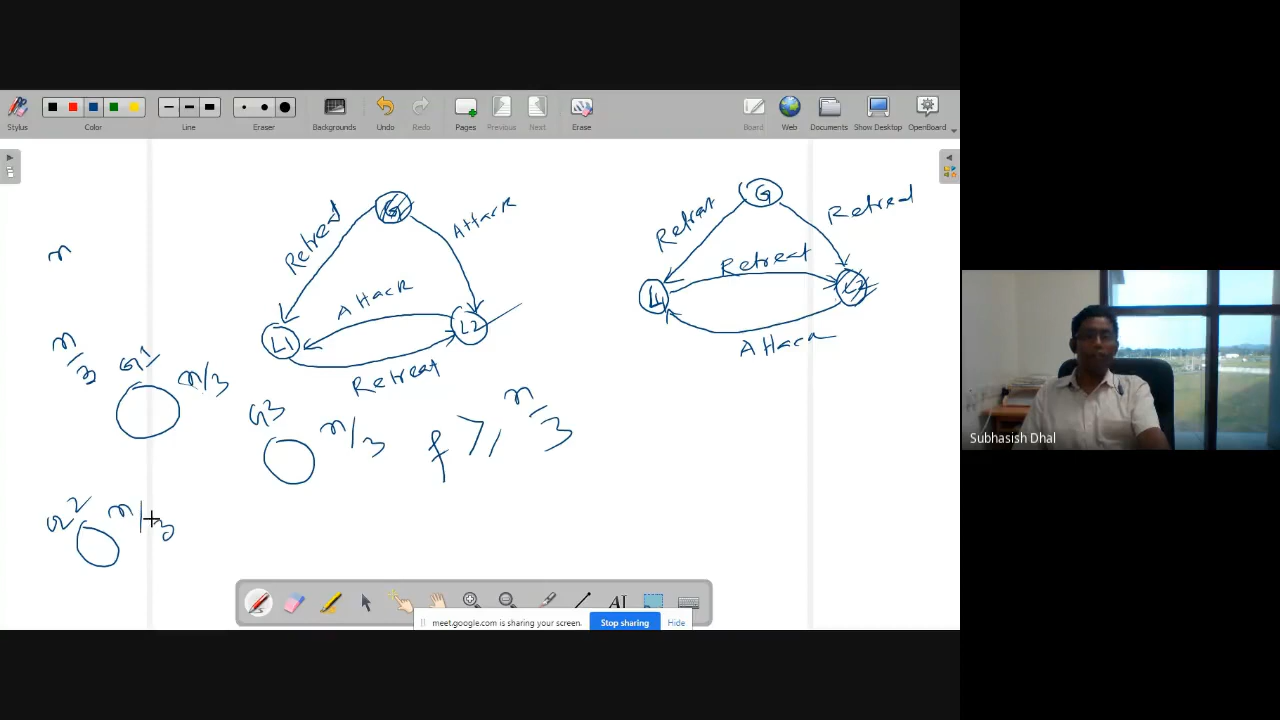 Stylus
Color
Line
Eraser
Backgrounds
Undo
Redo
Pages
Previous
Next
Erase
Board
Web
Documents
Show Desktop
OpenBoard
G
Retreat
Attack
Attack
L1
L2
Retreat
G
Retreat
Retreat
Retreat
L1
L2
Attack
n
n/3
G1
n/3
G3
n/3
f ≥ n/3
G2
n/3
Subhasish Dhal
meet.google.com is sharing your screen.
Stop sharing
Hide